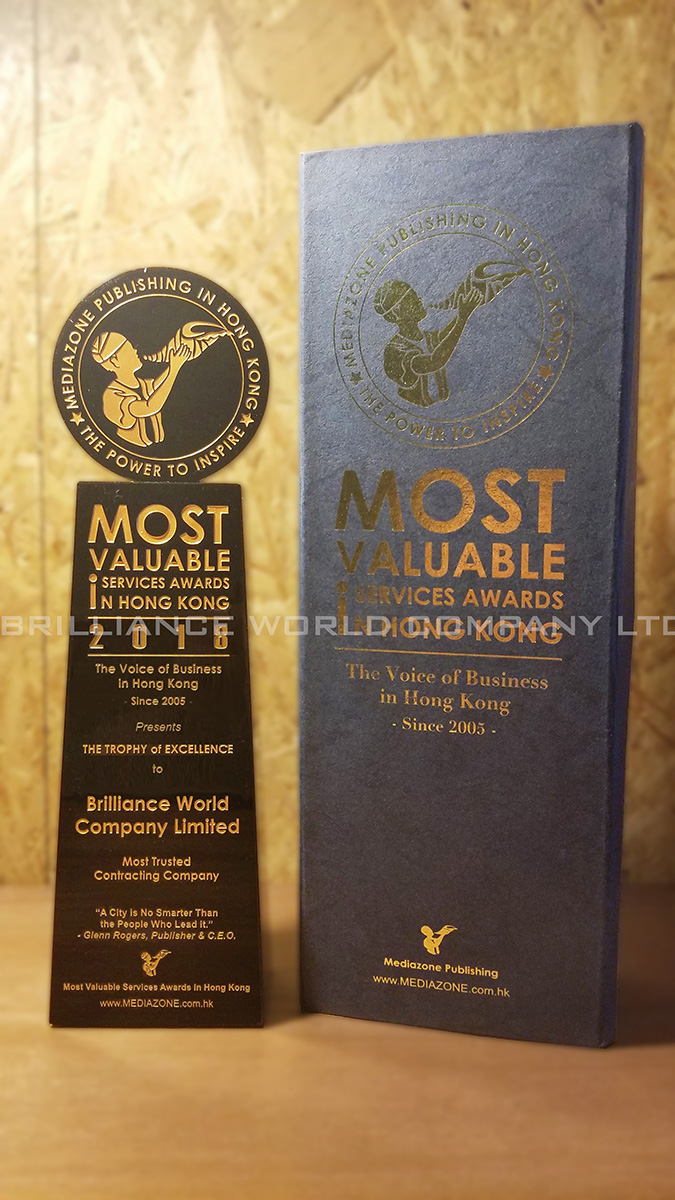 MEDIAZONE PUBLISHING IN HONG KONG
★ THE POWER TO INSPIRE ★
MOST
VALUABLE
SERVICES AWARDS
iN HONG KONG
2016
The Voice of Business
in Hong Kong
- Since 2005 -
Presents
THE TROPHY of EXCELLENCE
to
Brilliance World
Company Limited
Most Trusted
Contracting Company
“A City is No Smarter Than
the People Who Lead it.”
- Glenn Rogers, Publisher & C.E.O.
Most Valuable Services Awards in Hong Kong
www.MEDIAZONE.com.hk
MEDIAZONE PUBLISHING IN HONG KONG
★ THE POWER TO INSPIRE ★
MOST
VALUABLE
SERVICES AWARDS
iN HONG KONG
The Voice of Business
in Hong Kong
- Since 2005 -
Mediazone Publishing
www.MEDIAZONE.com.hk
BRILLIANCE WORLD COMPANY LTD